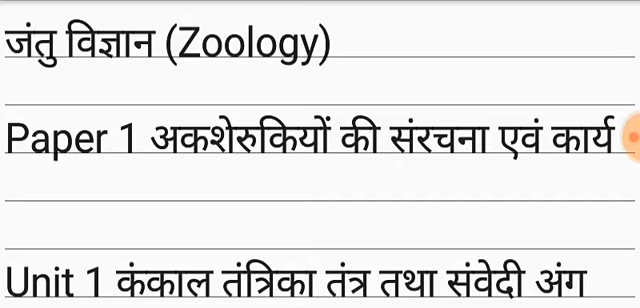 जंतु विज्ञान (Zoology)
Paper 1 अकशेरुकियों की संरचना एवं कार्य
Unit 1 कंकाल तंत्रिका तंत्र तथा संवेदी अंग